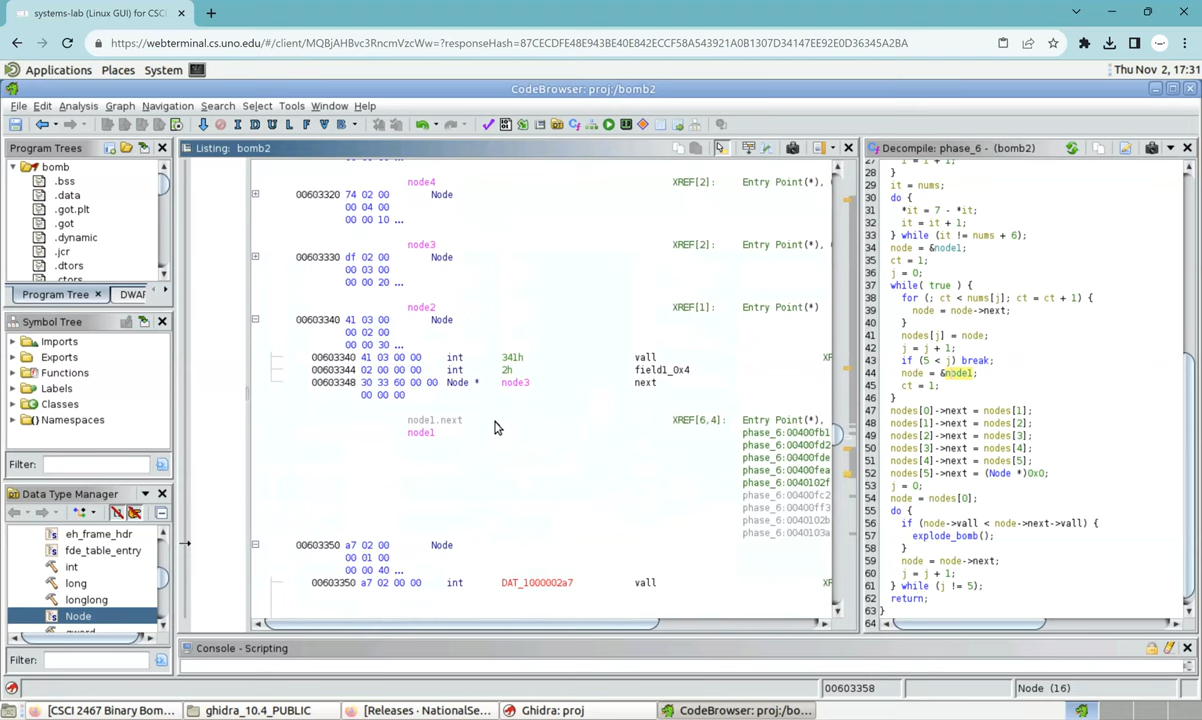 systems-lab (Linux GUI) for CSCI
https://webterminal.cs.uno.edu/#/client/MQBjAHBvc3RncmVzcWw=?responseHash=87CECDFE48E943BE40E842ECCF58A543921A0B1307D34147EE92E0D36345A2BA
Applications Places System
Thu Nov 2, 17:31
CodeBrowser: proj:/bomb2
File Edit Analysis Graph Navigation Search Select Tools Window Help
I D U L F V B
Program Trees
bomb
.bss
.data
.got.plt
.got
.dynamic
.jcr
.dtors
.ctors
Program Tree
DWAR
Symbol Tree
Imports
Exports
Functions
Labels
Classes
Namespaces
Filter:
Data Type Manager
eh_frame_hdr
fde_table_entry
int
long
longlong
Node
qword
Filter:
Listing: bomb2
node4 XREF[2]: Entry Point(*),
00603320 74 02 00 Node
00 04 00
00 00 10 ...
node3 XREF[2]: Entry Point(*),
00603330 df 02 00 Node
00 03 00
00 00 20 ...
node2 XREF[1]: Entry Point(*)
00603340 41 03 00 Node
00 02 00
00 00 30 ...
00603340 41 03 00 00 int 341h vall XR
00603344 02 00 00 00 int 2h field1_0x4
00603348 30 33 60 00 00 Node * node3 next
00 00 00
node1.next XREF[6,4]: Entry Point(*),
node1 phase_6:00400fb1
phase_6:00400fd2
phase_6:00400fde
phase_6:00400fea
phase_6:0040102f
phase_6:00400fc2
phase_6:00400ff3
phase_6:0040102b
phase_6:0040103a
00603350 a7 02 00 Node
00 01 00
00 00 40 ...
00603350 a7 02 00 00 int DAT_1000002a7 vall XR
Decompile: phase_6 - (bomb2)
27 i = i + 1;
28 }
29 it = nums;
30 do {
31 *it = 7 - *it;
32 it = it + 1;
33 } while (it != nums + 6);
34 node = &node1;
35 ct = 1;
36 j = 0;
37 while( true ) {
38 for (; ct < nums[j]; ct = ct + 1) {
39 node = node->next;
40 }
41 nodes[j] = node;
42 j = j + 1;
43 if (5 < j) break;
44 node = &node1;
45 ct = 1;
46 }
47 nodes[0]->next = nodes[1];
48 nodes[1]->next = nodes[2];
49 nodes[2]->next = nodes[3];
50 nodes[3]->next = nodes[4];
51 nodes[4]->next = nodes[5];
52 nodes[5]->next = (Node *)0x0;
53 j = 0;
54 node = nodes[0];
55 do {
56 if (node->vall < node->next->vall) {
57 explode_bomb();
58 }
59 node = node->next;
60 j = j + 1;
61 } while (j != 5);
62 return;
63 }
64
Console - Scripting
00603358
Node (16)
[CSCI 2467 Binary Bom...
ghidra_10.4_PUBLIC
[Releases · NationalSe...
Ghidra: proj
CodeBrowser: proj:/bo...